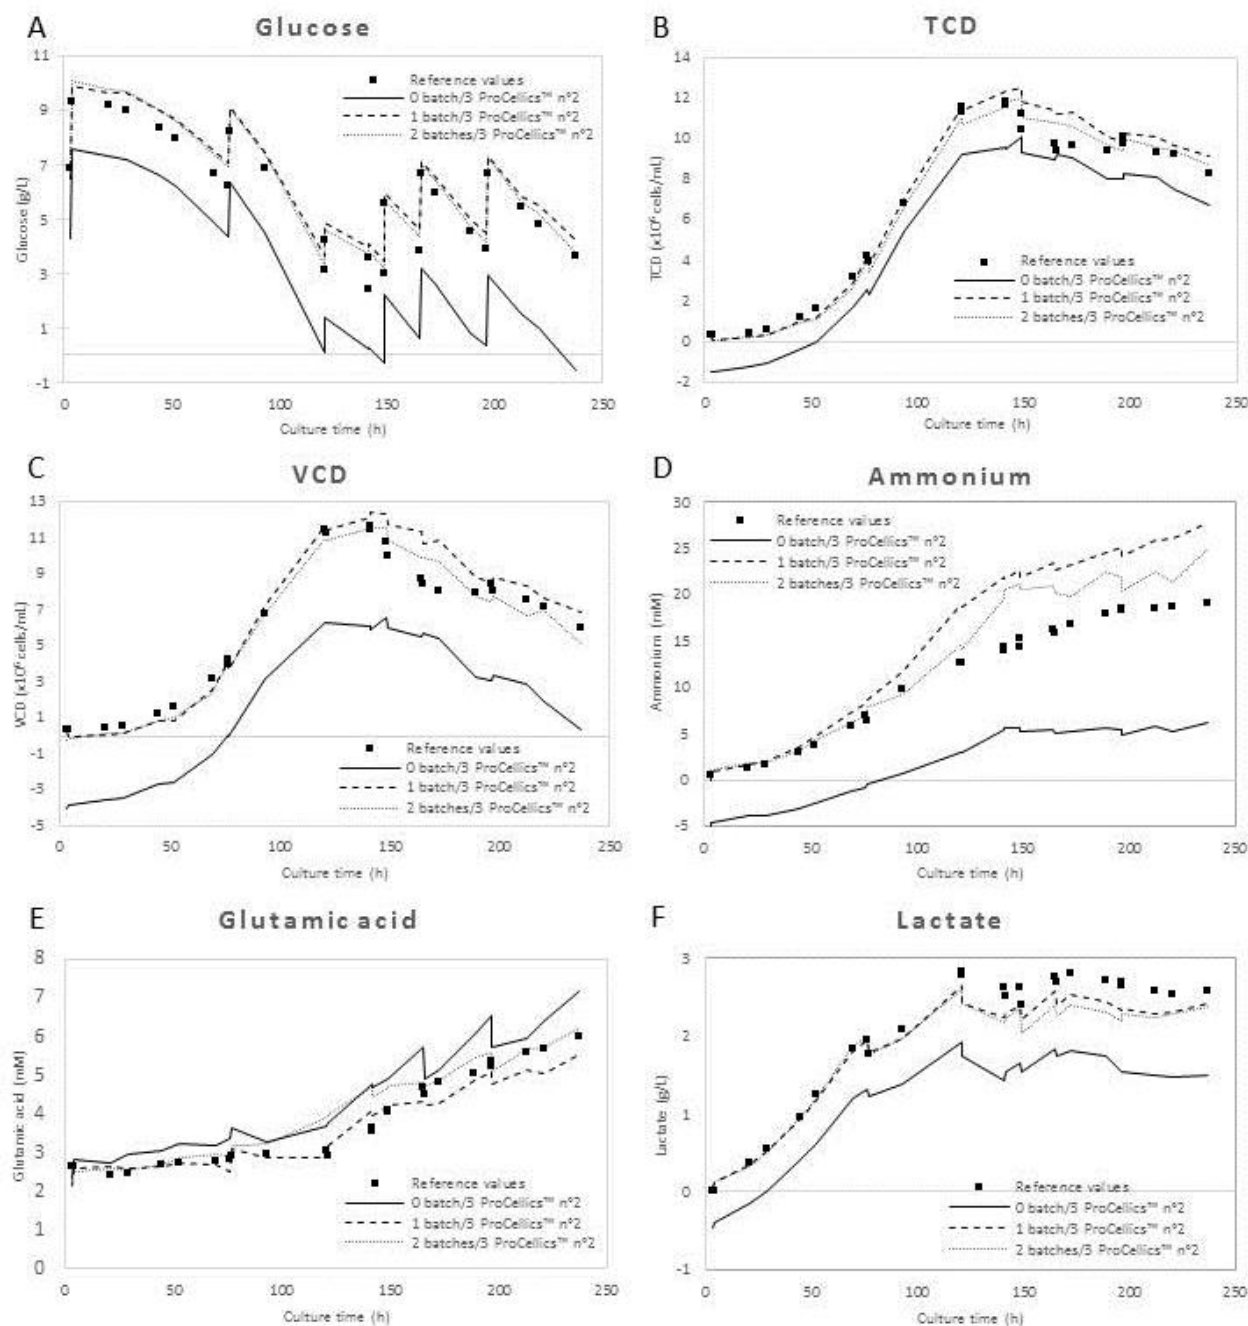 A
Glucose
11
9
7
5
3
1
-1
Glucose (g/L)
Reference values
0 batch/3 ProCellics™ n°2
1 batch/3 ProCellics™ n°2
2 batches/3 ProCellics™ n°2
0 50 100 150 200 250
Culture time (h)
B
TCD
14
12
10
8
6
4
2
0
-2
TCD (x10⁶ cells/mL)
Reference values
0 batch/3 ProCellics™ n°2
1 batch/3 ProCellics™ n°2
2 batches/3 ProCellics™ n°2
0 50 100 150 200 250
Culture time (h)
C
VCD
13
11
9
7
5
3
1
-1
-3
-5
VCD (x10⁶ cells/mL)
Reference values
0 batch/3 ProCellics™ n°2
1 batch/3 ProCellics™ n°2
2 batches/3 ProCellics™ n°2
0 50 100 150 200 250
Culture time (h)
D
Ammonium
30
25
20
15
10
5
0
-5
Ammonium (mM)
Reference values
0 batch/3 ProCellics™ n°2
1 batch/3 ProCellics™ n°2
2 batches/3 ProCellics™ n°2
0 50 100 150 200 250
Culture time (h)
E
Glutamic acid
8
7
6
5
4
3
2
1
0
Glutamic acid (mM)
Reference values
0 batch/3 ProCellics™ n°2
1 batch/3 ProCellics™ n°2
2 batches/3 ProCellics™ n°2
0 50 100 150 200 250
Culture time (h)
F
Lactate
3
2
1
0
-1
Lactate (g/L)
Reference values
0 batch/3 ProCellics™ n°2
1 batch/3 ProCellics™ n°2
2 batches/3 ProCellics™ n°2
0 50 100 150 200 250
Culture time (h)